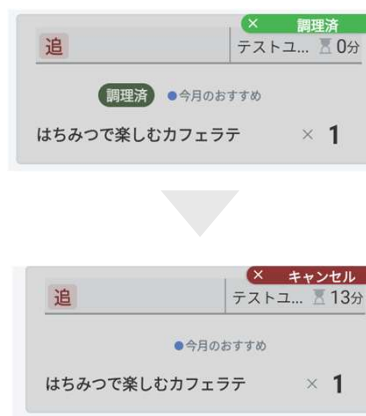 × 調理済
追 テストユ... 0分
調理済 ●今月のおすすめ
はちみつで楽しむカフェラテ × 1
× キャンセル
追 テストユ... 13分
●今月のおすすめ
はちみつで楽しむカフェラテ × 1